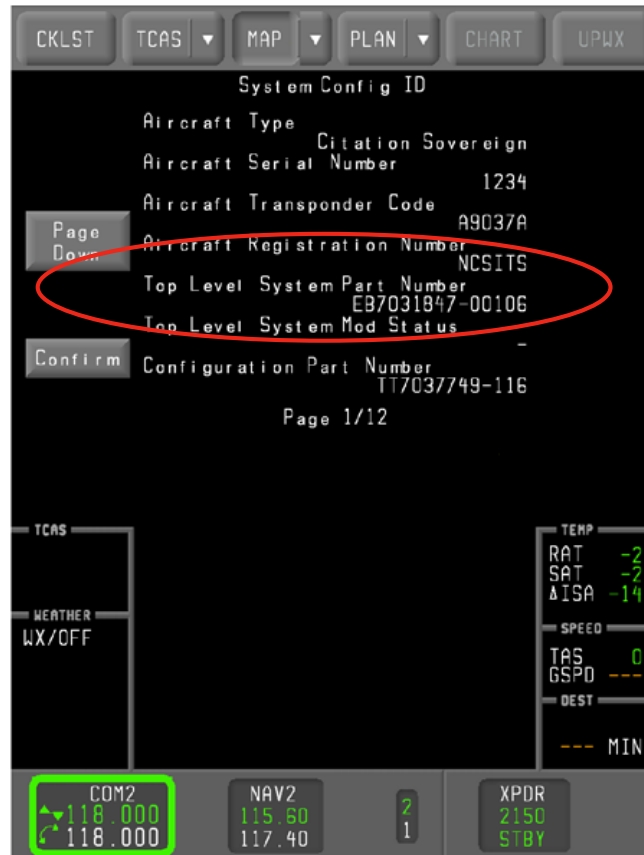 CKLST TCAS MAP PLAN CHART UPWX
System Config ID
Aircraft Type
Citation Sovereign
Aircraft Serial Number
1234
Aircraft Transponder Code
A9037A
Page
Down
Aircraft Registration Number
NCSITS
Top Level System Part Number
EB7031847-00106
Top Level System Mod Status
-
Confirm
Configuration Part Number
TT7037749-116
Page 1/12
TCAS
TEMP
RAT -2
SAT -2
ΔISA -14
WEATHER
WX/OFF
SPEED
TAS 0
GSPD ---
DEST
--- MIN
COM2
118.000
118.000
NAV2
115.60
117.40
2
1
XPDR
2150
STBY